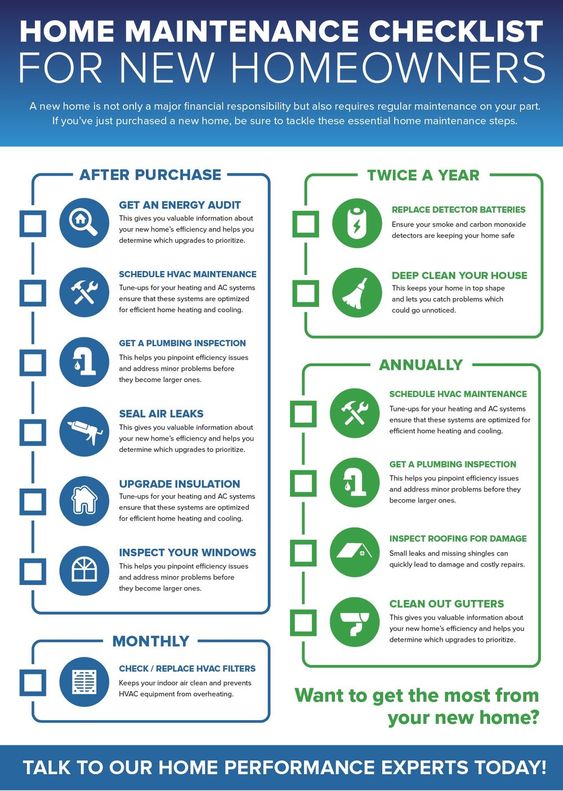 HOME MAINTENANCE CHECKLIST
FOR NEW HOMEOWNERS
A new home is not only a major financial responsibility but also requires regular maintenance on your part.
If you've just purchased a new home, be sure to tackle these essential home maintenance steps.
AFTER PURCHASE
GET AN ENERGY AUDIT
This gives you valuable information about
your new home's efficiency and helps you
determine which upgrades to prioritize.
SCHEDULE HVAC MAINTENANCE
Tune-ups for your heating and AC systems
ensure that these systems are optimized
for efficient home heating and cooling.
GET A PLUMBING INSPECTION
This helps you pinpoint efficiency issues
and address minor problems before
they become larger ones.
SEAL AIR LEAKS
This gives you valuable information about
your new home's efficiency and helps you
determine which upgrades to prioritize.
UPGRADE INSULATION
Tune-ups for your heating and AC systems
ensure that these systems are optimized
for efficient home heating and cooling.
INSPECT YOUR WINDOWS
This helps you pinpoint efficiency issues
and address minor problems before
they become larger ones.
MONTHLY
CHECK / REPLACE HVAC FILTERS
Keeps your indoor air clean and prevents
HVAC equipment from overheating.
TWICE A YEAR
REPLACE DETECTOR BATTERIES
Ensure your smoke and carbon monoxide
detectors are keeping your home safe
DEEP CLEAN YOUR HOUSE
This keeps your home in top shape
and lets you catch problems which
could go unnoticed.
ANNUALLY
SCHEDULE HVAC MAINTENANCE
Tune-ups for your heating and AC systems
ensure that these systems are optimized for
efficient home heating and cooling.
GET A PLUMBING INSPECTION
This helps you pinpoint efficiency issues
and address minor problems before they
become larger ones.
INSPECT ROOFING FOR DAMAGE
Small leaks and missing shingles can
quickly lead to damage and costly repairs.
CLEAN OUT GUTTERS
This gives you valuable information about
your new home's efficiency and helps you
determine which upgrades to prioritize.
Want to get the most from
your new home?
TALK TO OUR HOME PERFORMANCE EXPERTS TODAY!